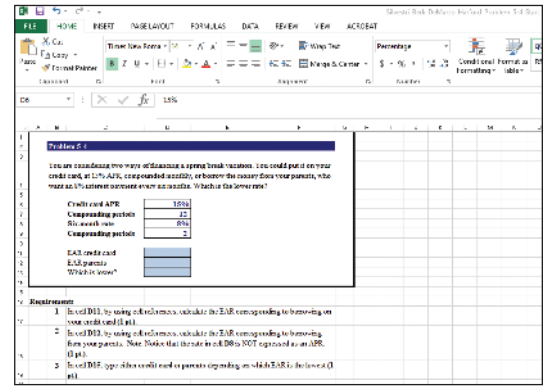 FILE HOME INSERT PAGE LAYOUT FORMULAS DATA REVIEW VIEW ACROBAT
Cut
Copy
Format Painter
Paste
Times New Roma
Wrap Text
Merge & Center
Percentage
Conditional Formatting
Format as Table
Clipboard Font Alignment Number
D6 fx 15%
Problem 5-4
You are considering two ways of financing a spring break vacation. You could put it on your
credit card, at 15% APR, compounded monthly, or borrow the money from your parents, who
want an 8% interest payment every six months. Which is the lower rate?
Credit card APR 15%
Compounding periods 12
Six-month rate 8%
Compounding periods 2
EAR credit card
EAR parents
Which is lower?
Requirements
1 In cell D11, by using cell references, calculate the EAR corresponding to borrowing on
your credit card (1 pt.).
2 In cell D12, by using cell references, calculate the EAR corresponding to borrowing
from your parents. Note: Notice that the rate in cell D8 is NOT expressed as an APR.
(1 pt.).
3 In cell D13, type either credit card or parents depending on which EAR is the lowest (1
pt.).